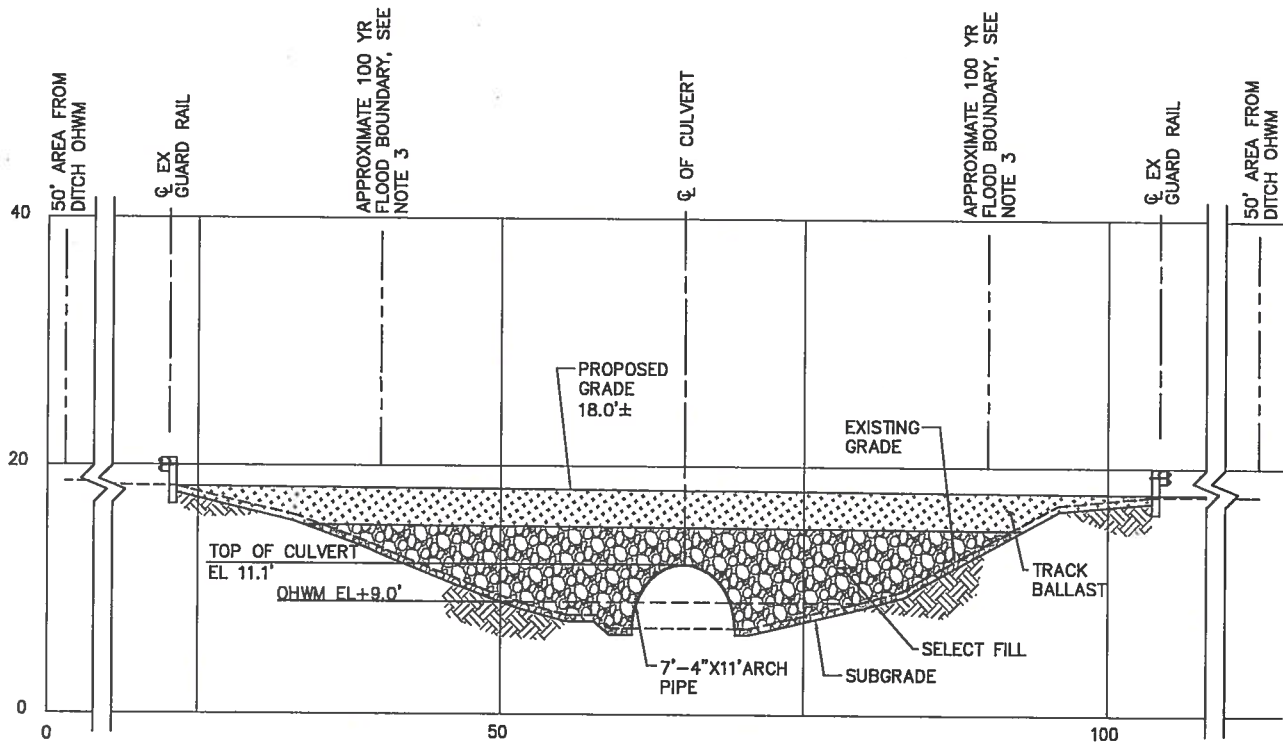 50' AREA FROM
DITCH OHWM
℄ EX
GUARD RAIL
APPROXIMATE 100 YR
FLOOD BOUNDARY, SEE
NOTE 3
℄ OF CULVERT
APPROXIMATE 100 YR
FLOOD BOUNDARY, SEE
NOTE 3
℄ EX
GUARD RAIL
50' AREA FROM
DITCH OHWM
40
PROPOSED
GRADE
18.0'±
EXISTING
GRADE
20
TOP OF CULVERT
EL 11.1'
TRACK
BALLAST
OHWM EL+9.0'
SELECT FILL
7'-4"X11'ARCH
PIPE
SUBGRADE
0
0
50
100